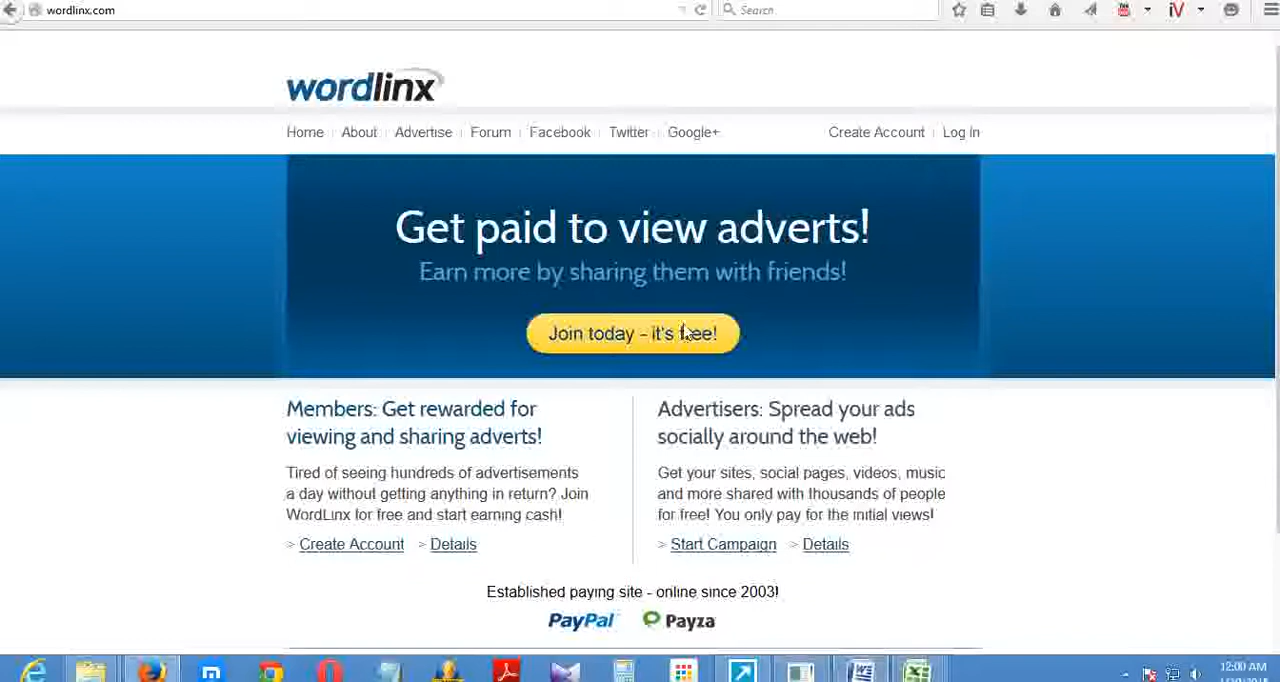 wordlinx.com
Search
wordlinx
Home About Advertise Forum Facebook Twitter Google+ Create Account Log In
Get paid to view adverts!
Earn more by sharing them with friends!
Join today - it's free!
Members: Get rewarded for
viewing and sharing adverts!
Tired of seeing hundreds of advertisements
a day without getting anything in return? Join
WordLinx for free and start earning cash!
> Create Account > Details
Advertisers: Spread your ads
socially around the web!
Get your sites, social pages, videos, music
and more shared with thousands of people
for free! You only pay for the initial views!
> Start Campaign > Details
Established paying site - online since 2003!
PayPal Payza
12:00 AM